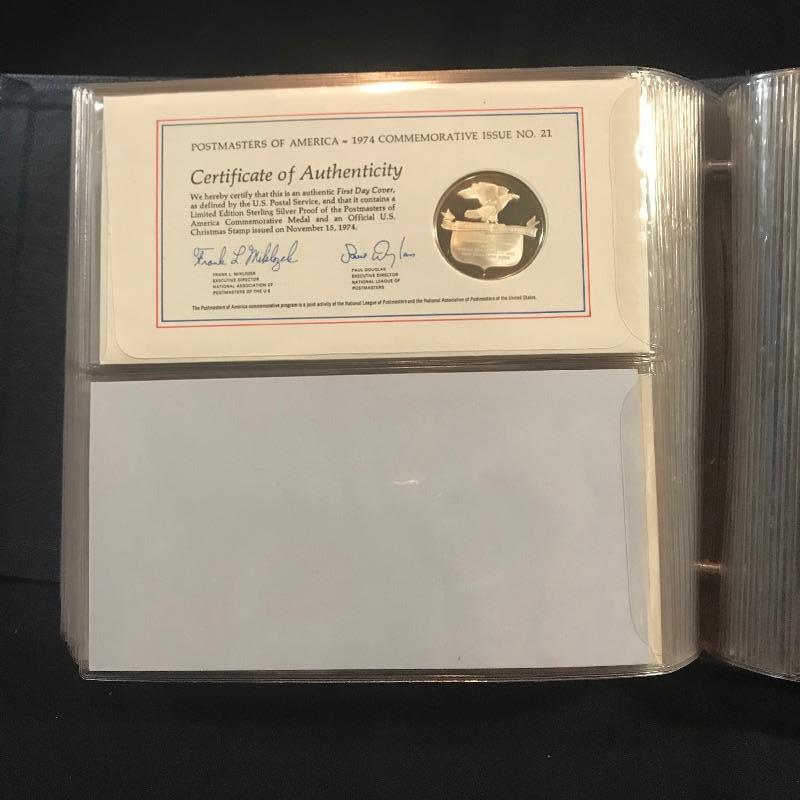 POSTMASTERS OF AMERICA ~ 1974 COMMEMORATIVE ISSUE NO. 21
Certificate of Authenticity
We hereby certify that this is an authentic First Day Cover,
as defined by the U.S. Postal Service, and that it contains a
Limited Edition Sterling Silver Proof of the Postmasters of
America Commemorative Medal and an Official U.S.
Christmas Stamp issued on November 15, 1974.
Frank L. Miklozek
FRANK L. MIKLOZEK
EXECUTIVE DIRECTOR
NATIONAL ASSOCIATION OF
POSTMASTERS OF THE U S
Paul Douglas
PAUL DOUGLAS
EXECUTIVE DIRECTOR
NATIONAL LEAGUE OF
POSTMASTERS
The Postmasters of America commemorative program is a joint activity of the National League of Postmasters and the National Association of Postmasters of the United States.